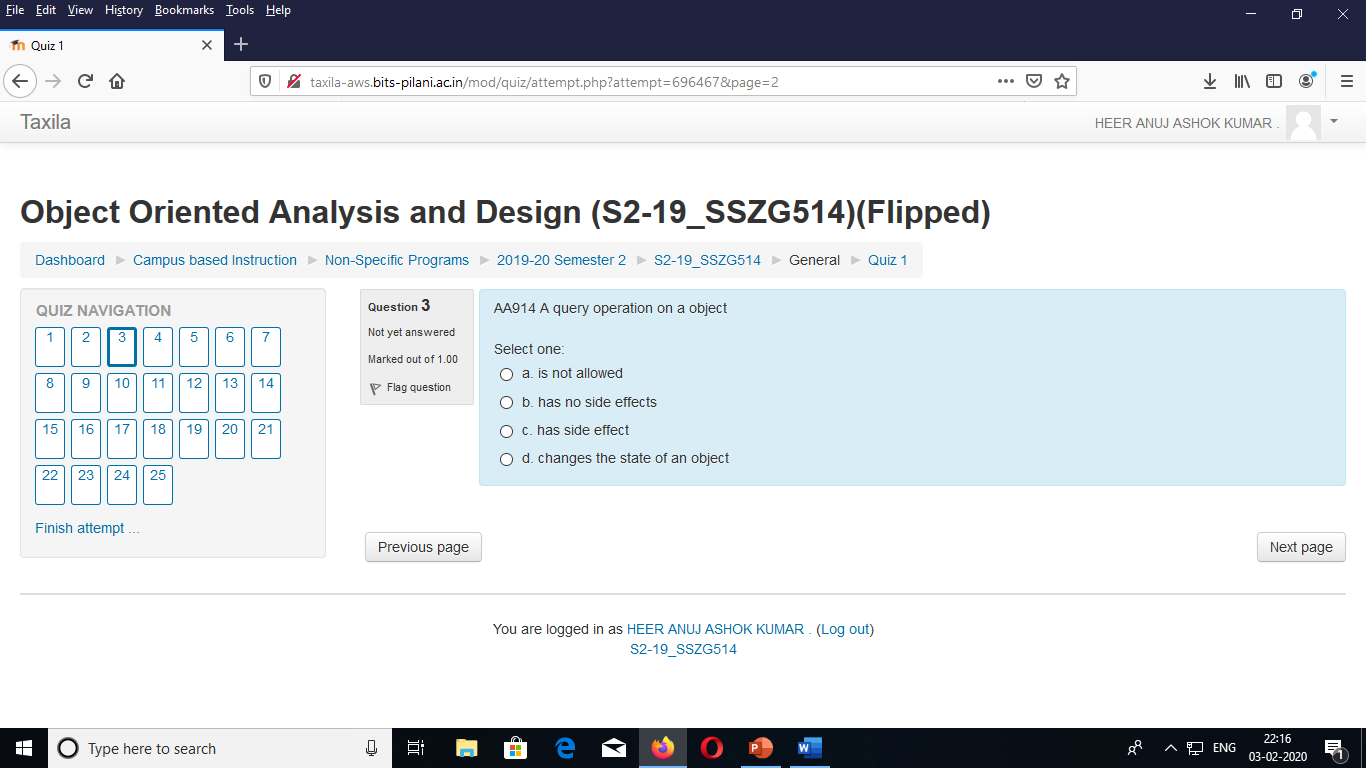 File Edit View History Bookmarks Tools Help
Quiz 1
taxila-aws.bits-pilani.ac.in/mod/quiz/attempt.php?attempt=696467&page=2
Taxila
HEER ANUJ ASHOK KUMAR .
Object Oriented Analysis and Design (S2-19_SSZG514)(Flipped)
Dashboard Campus based Instruction Non-Specific Programs 2019-20 Semester 2 S2-19_SSZG514 General Quiz 1
QUIZ NAVIGATION
1 2 3 4 5 6 7
8 9 10 11 12 13 14
15 16 17 18 19 20 21
22 23 24 25
Finish attempt ...
Question 3
Not yet answered
Marked out of 1.00
Flag question
AA914 A query operation on a object
Select one:
a. is not allowed
b. has no side effects
c. has side effect
d. changes the state of an object
Previous page
Next page
You are logged in as HEER ANUJ ASHOK KUMAR . (Log out)
S2-19_SSZG514
Type here to search
ENG
22:16
03-02-2020
1